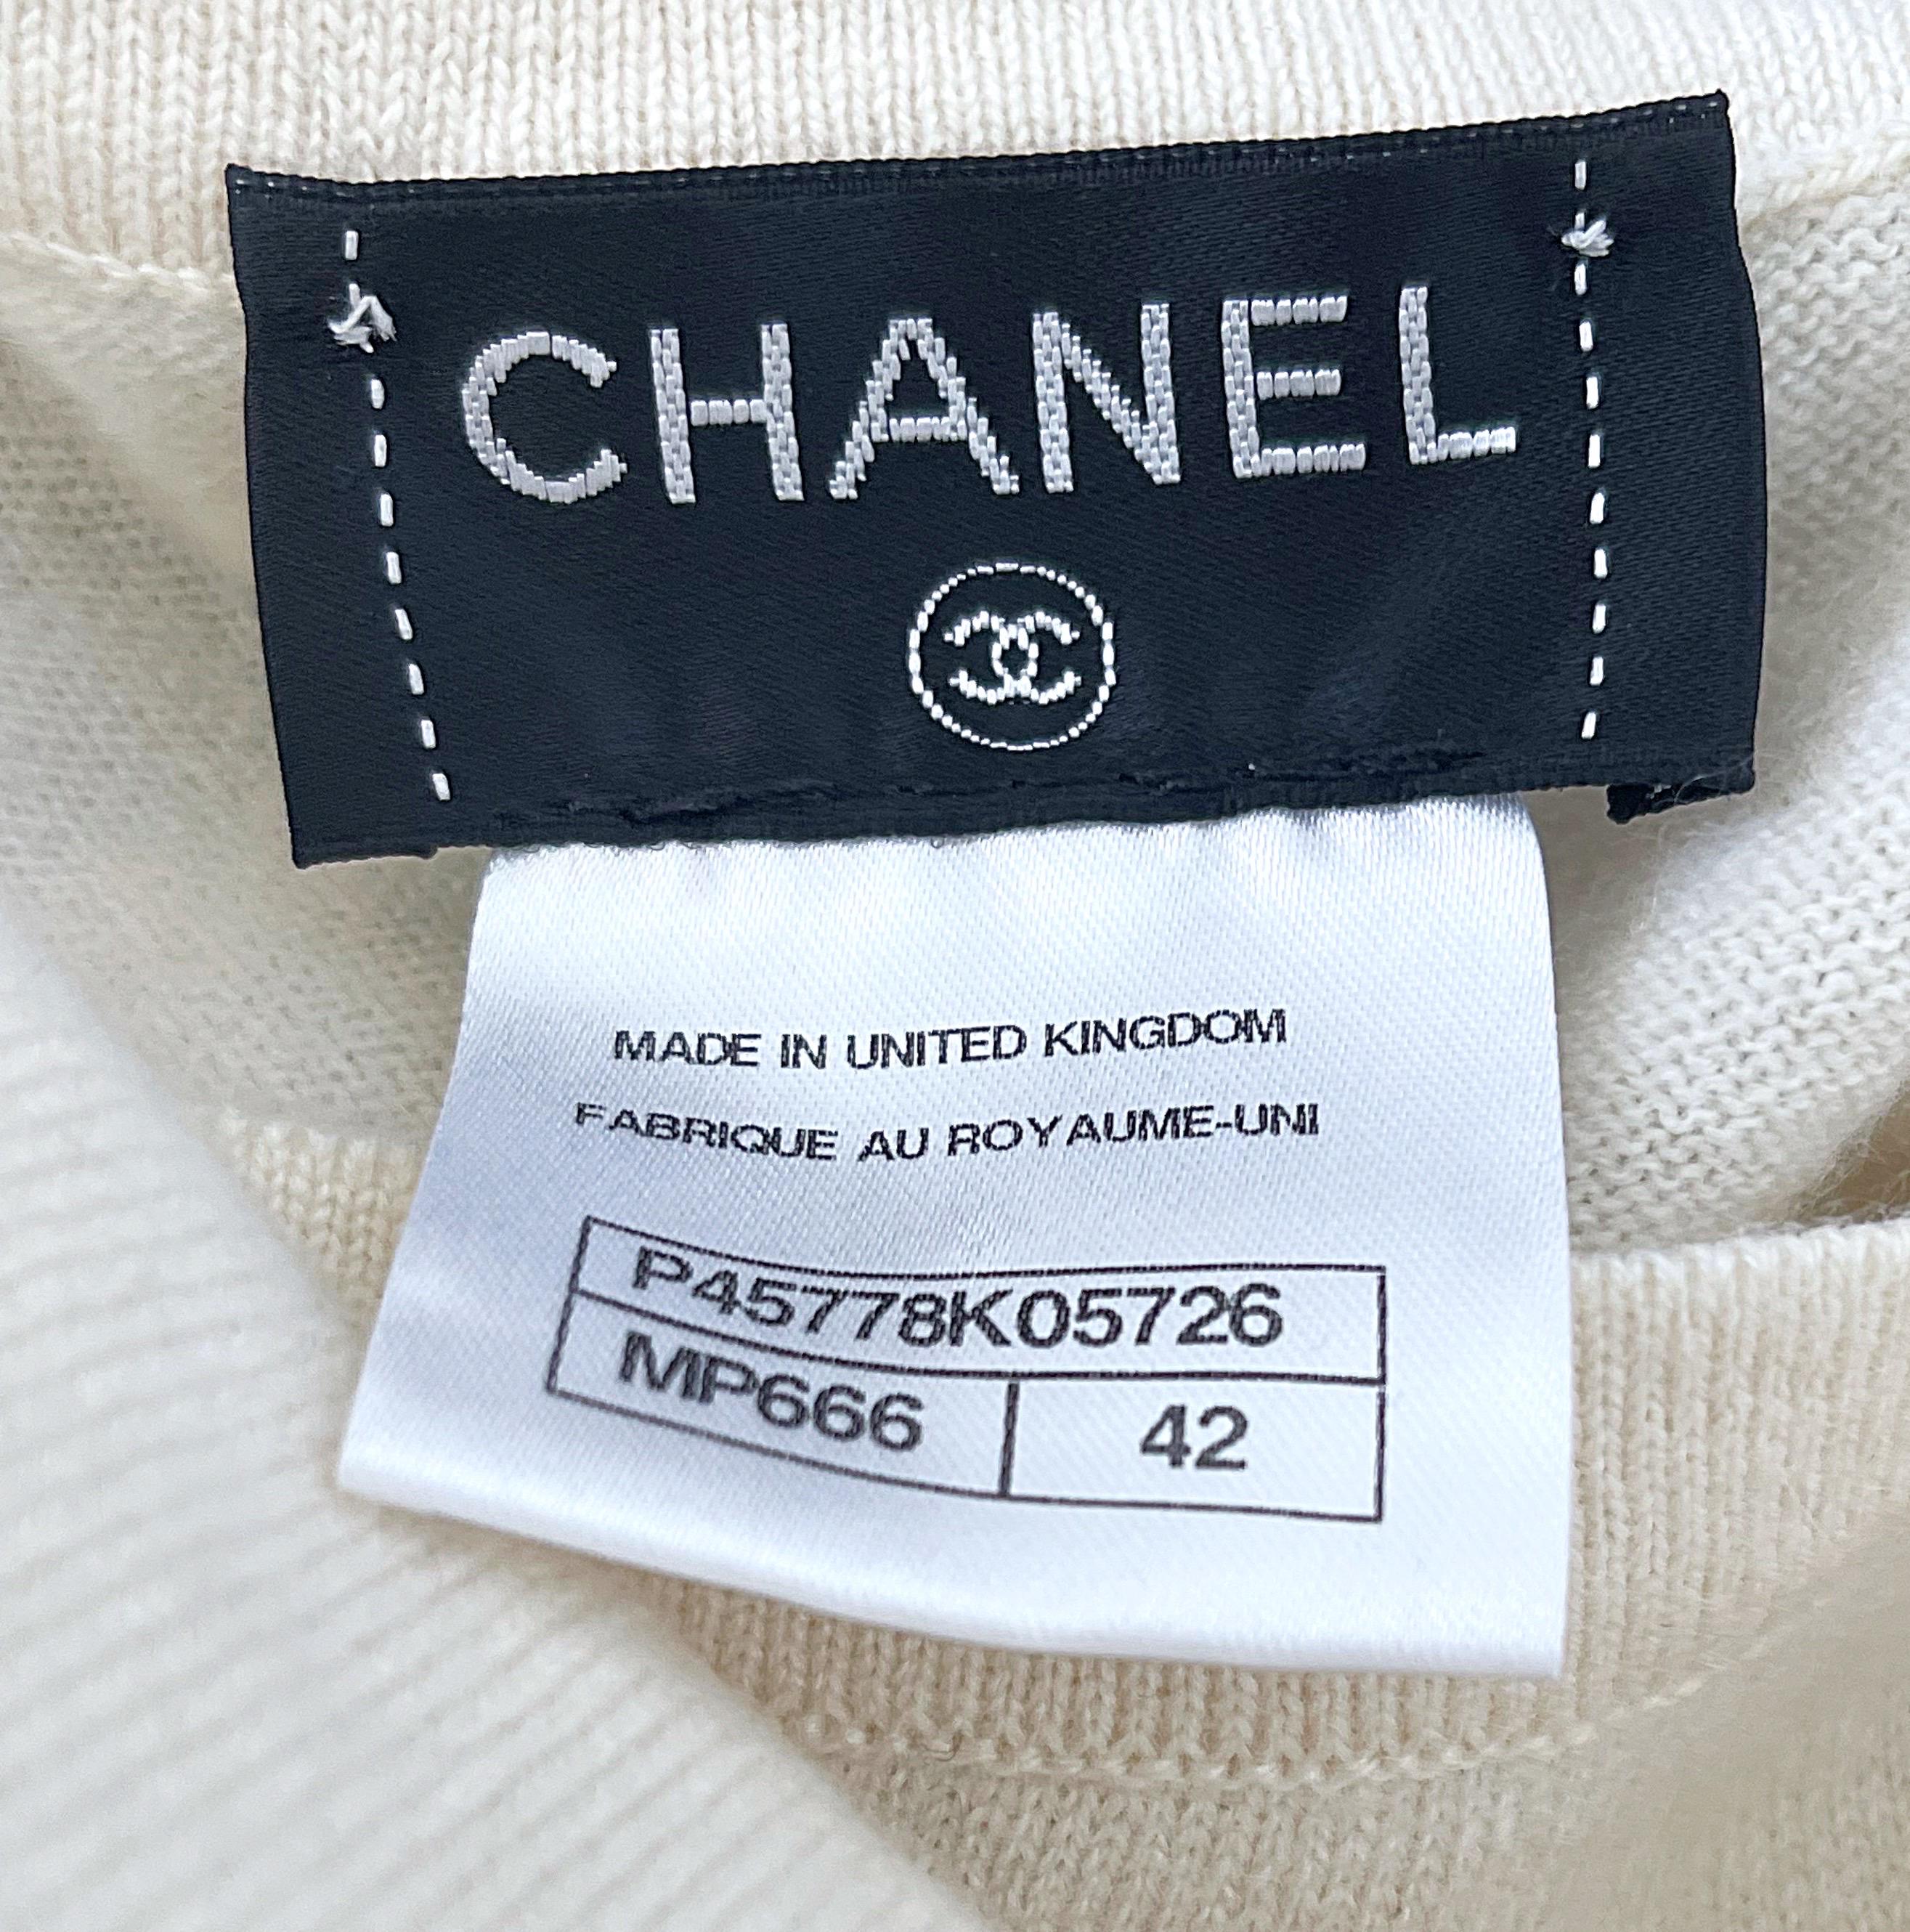 CHANEL
MADE IN UNITED KINGDOM
FABRIQUE AU ROYAUME-UNI
P45778K05726
MP666 42